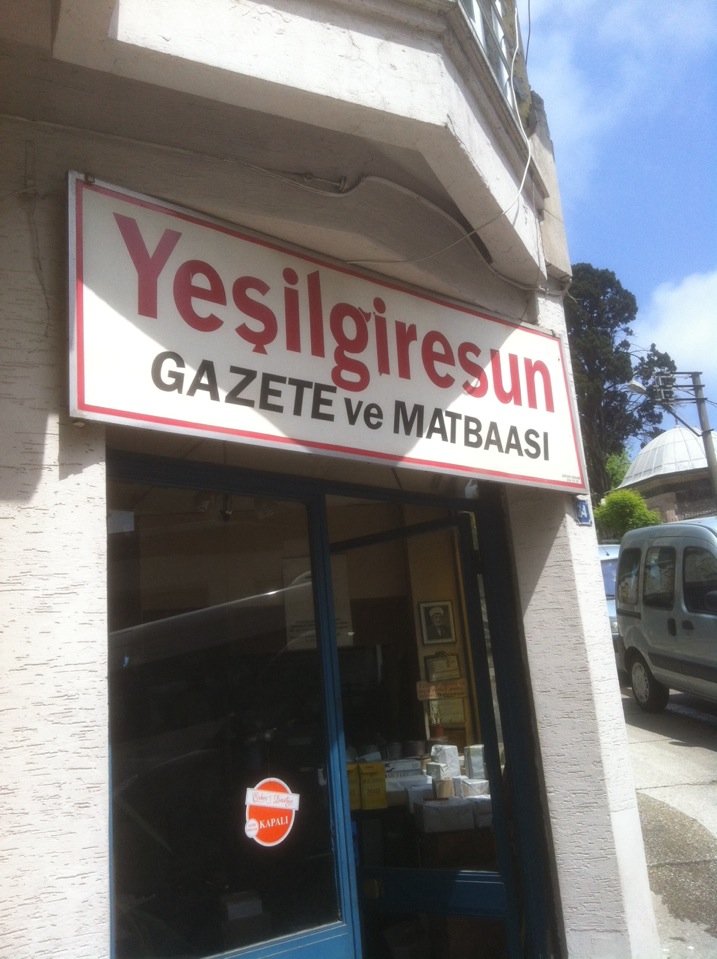 Yeşilgiresun
GAZETE ve MATBAASI
KAPALI